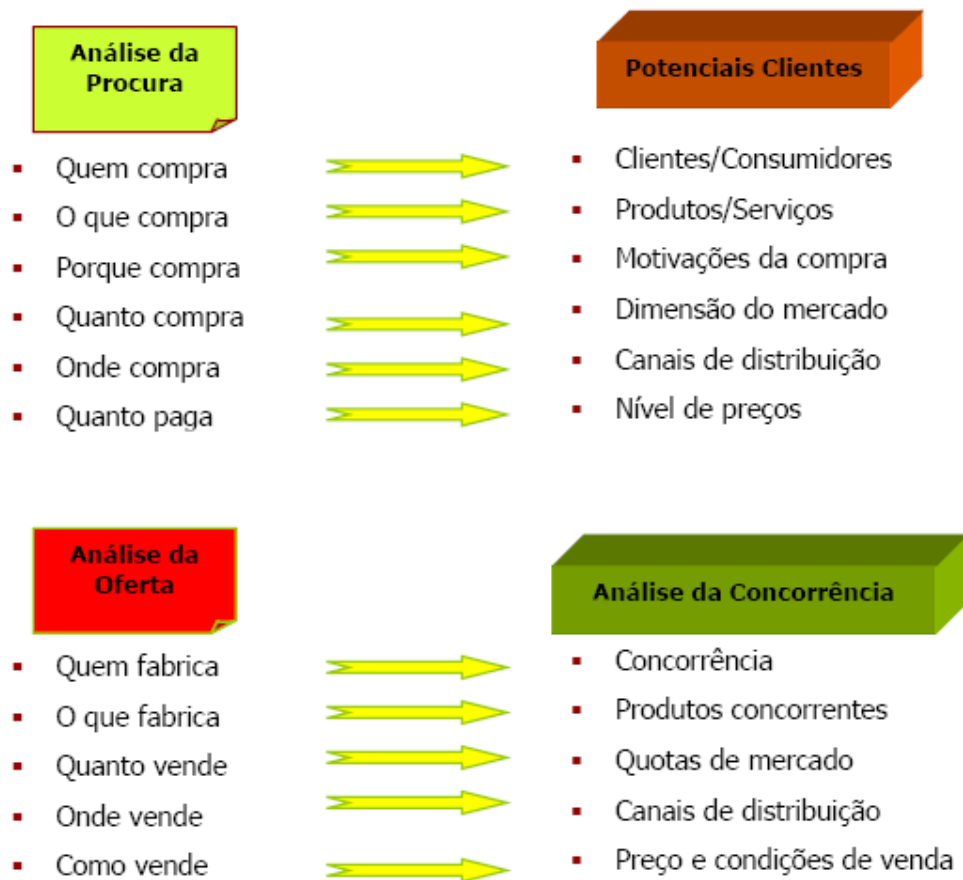 Análise da
Procura
Potenciais Clientes
Quem compra
Clientes/Consumidores
O que compra
Produtos/Serviços
Porque compra
Motivações da compra
Quanto compra
Dimensão do mercado
Onde compra
Canais de distribuição
Quanto paga
Nível de preços
Análise da
Oferta
Análise da Concorrência
Quem fabrica
Concorrência
O que fabrica
Produtos concorrentes
Quanto vende
Quotas de mercado
Onde vende
Canais de distribuição
Como vende
Preço e condições de venda